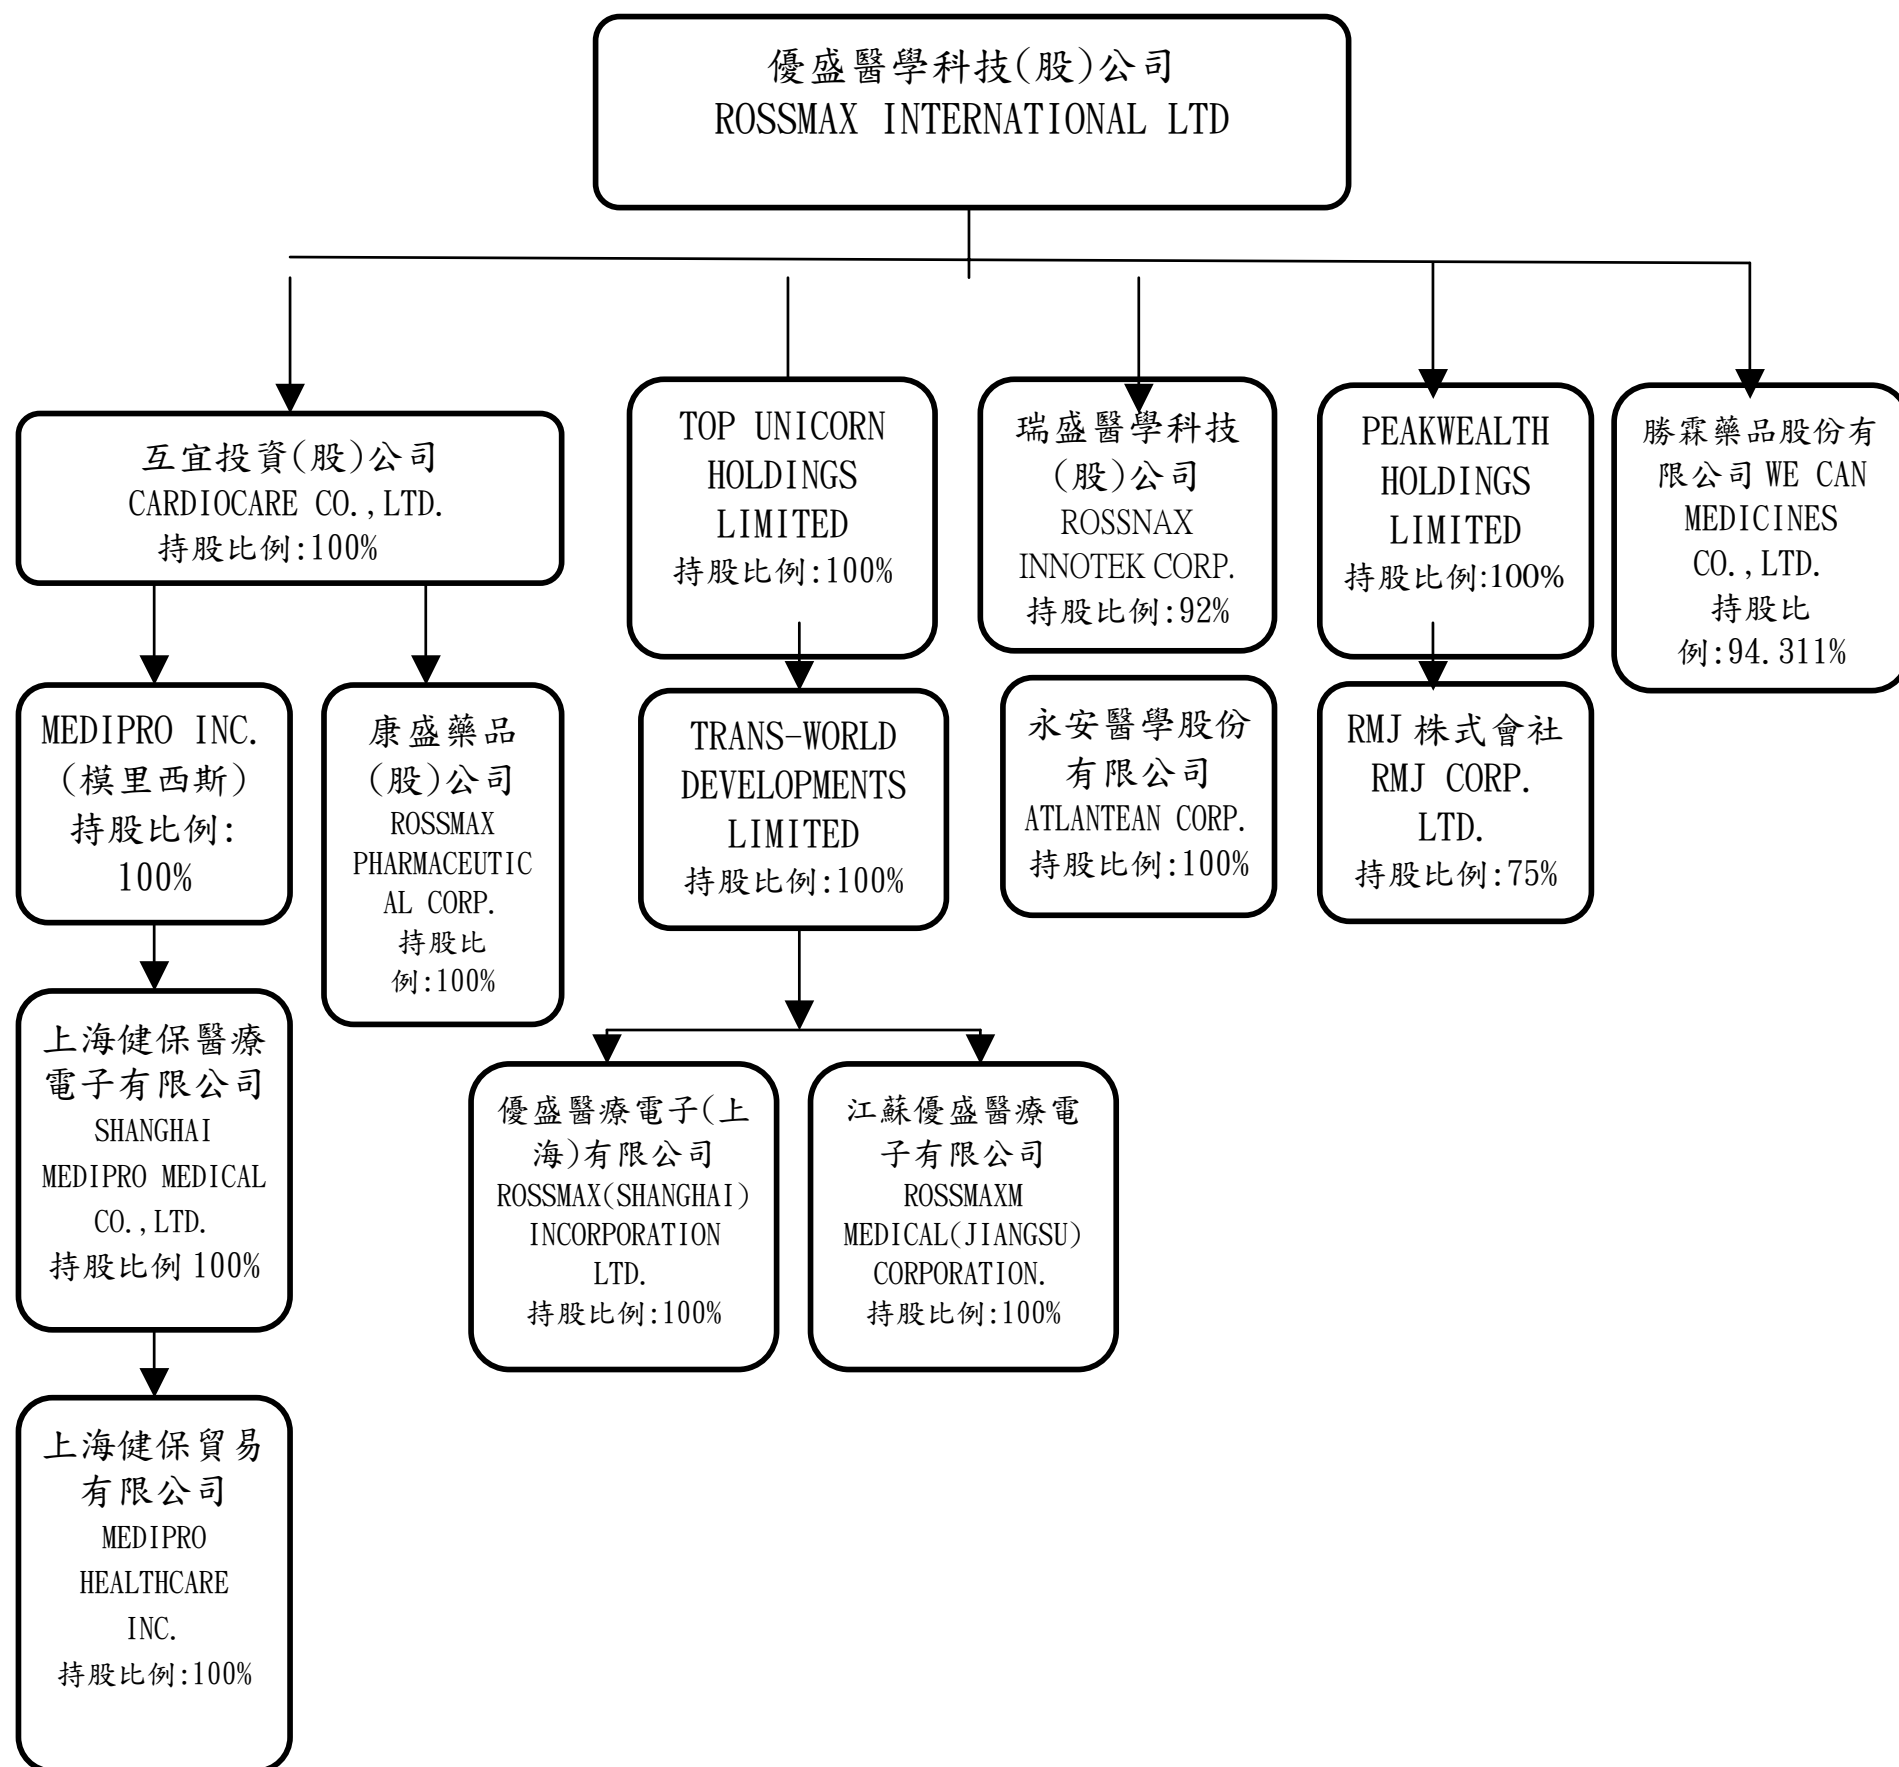 優盛醫學科技(股)公司
ROSSMAX INTERNATIONAL LTD
互宜投資(股)公司
CARDIOCARE CO.,LTD.
持股比例:100%
TOP UNICORN
HOLDINGS
LIMITED
持股比例:100%
瑞盛醫學科技
(股)公司
ROSSNAX
INNOTEK CORP.
持股比例:92%
PEAKWEALTH
HOLDINGS
LIMITED
持股比例:100%
勝霖藥品股份有
限公司 WE CAN
MEDICINES
CO.,LTD.
持股比
例:94.311%
MEDIPRO INC.
(模里西斯)
持股比例:
100%
康盛藥品
(股)公司
ROSSMAX
PHARMACEUTIC
AL CORP.
持股比
例:100%
TRANS-WORLD
DEVELOPMENTS
LIMITED
持股比例:100%
永安醫學股份
有限公司
ATLANTEAN CORP.
持股比例:100%
RMJ 株式會社
RMJ CORP.
LTD.
持股比例:75%
上海健保醫療
電子有限公司
SHANGHAI
MEDIPRO MEDICAL
CO.,LTD.
持股比例 100%
優盛醫療電子(上
海)有限公司
ROSSMAX(SHANGHAI)
INCORPORATION
LTD.
持股比例:100%
江蘇優盛醫療電
子有限公司
ROSSMAXM
MEDICAL(JIANGSU)
CORPORATION.
持股比例:100%
上海健保貿易
有限公司
MEDIPRO
HEALTHCARE
INC.
持股比例:100%